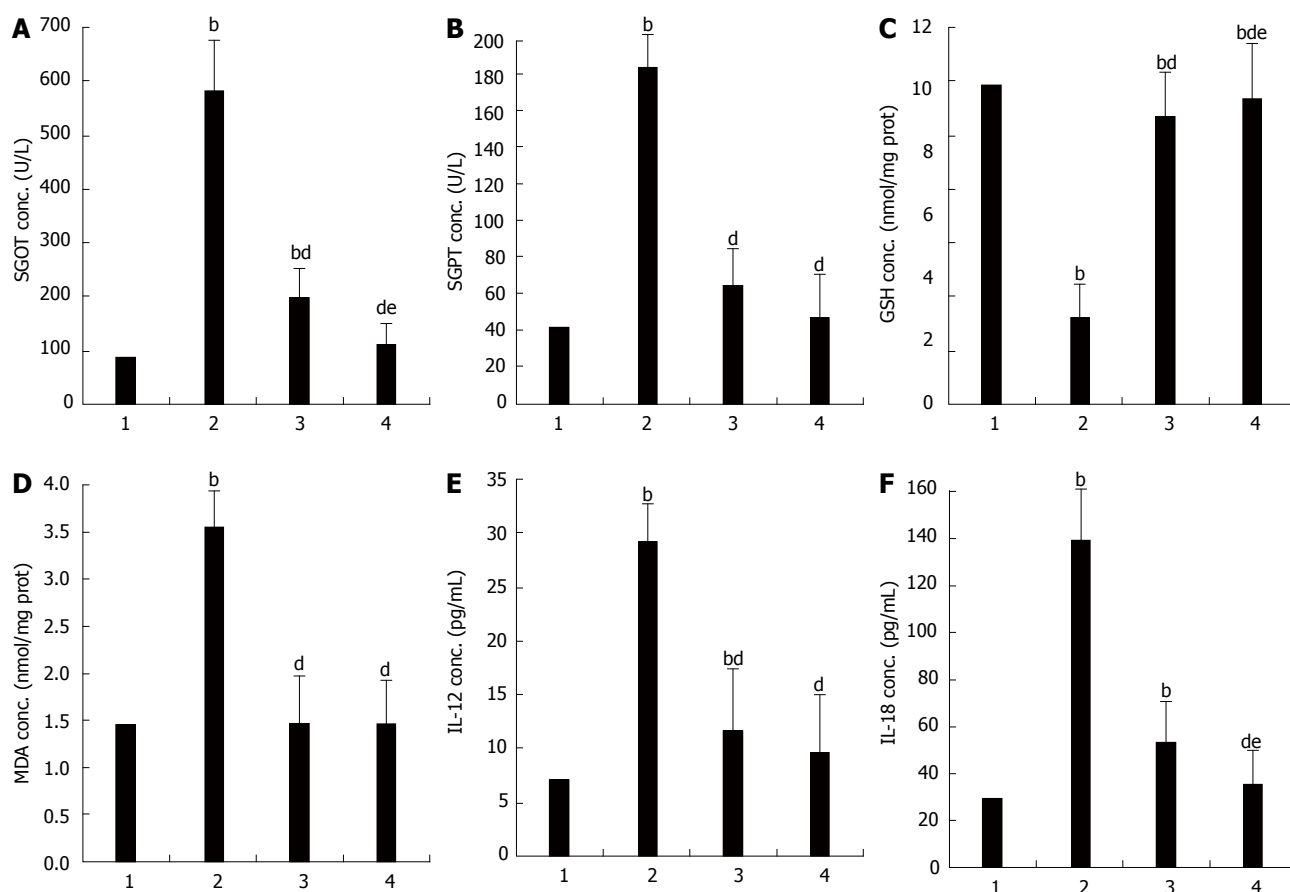 A
SGOT conc. (U/L)
700
600
500
400
300
200
100
0
b
bd
de
1 2 3 4
B
SGPT conc. (U/L)
200
180
160
140
120
100
80
60
40
20
0
b
d
d
1 2 3 4
C
GSH conc. (nmol/mg prot)
12
10
8
6
4
2
0
b
bd
bde
1 2 3 4
D
MDA conc. (nmol/mg prot)
4.0
3.5
3.0
2.5
2.0
1.5
1.0
0.5
0.0
b
d
d
1 2 3 4
E
IL-12 conc. (pg/mL)
35
30
25
20
15
10
5
0
b
bd
d
1 2 3 4
F
IL-18 conc. (pg/mL)
160
140
120
100
80
60
40
20
0
b
b
de
1 2 3 4